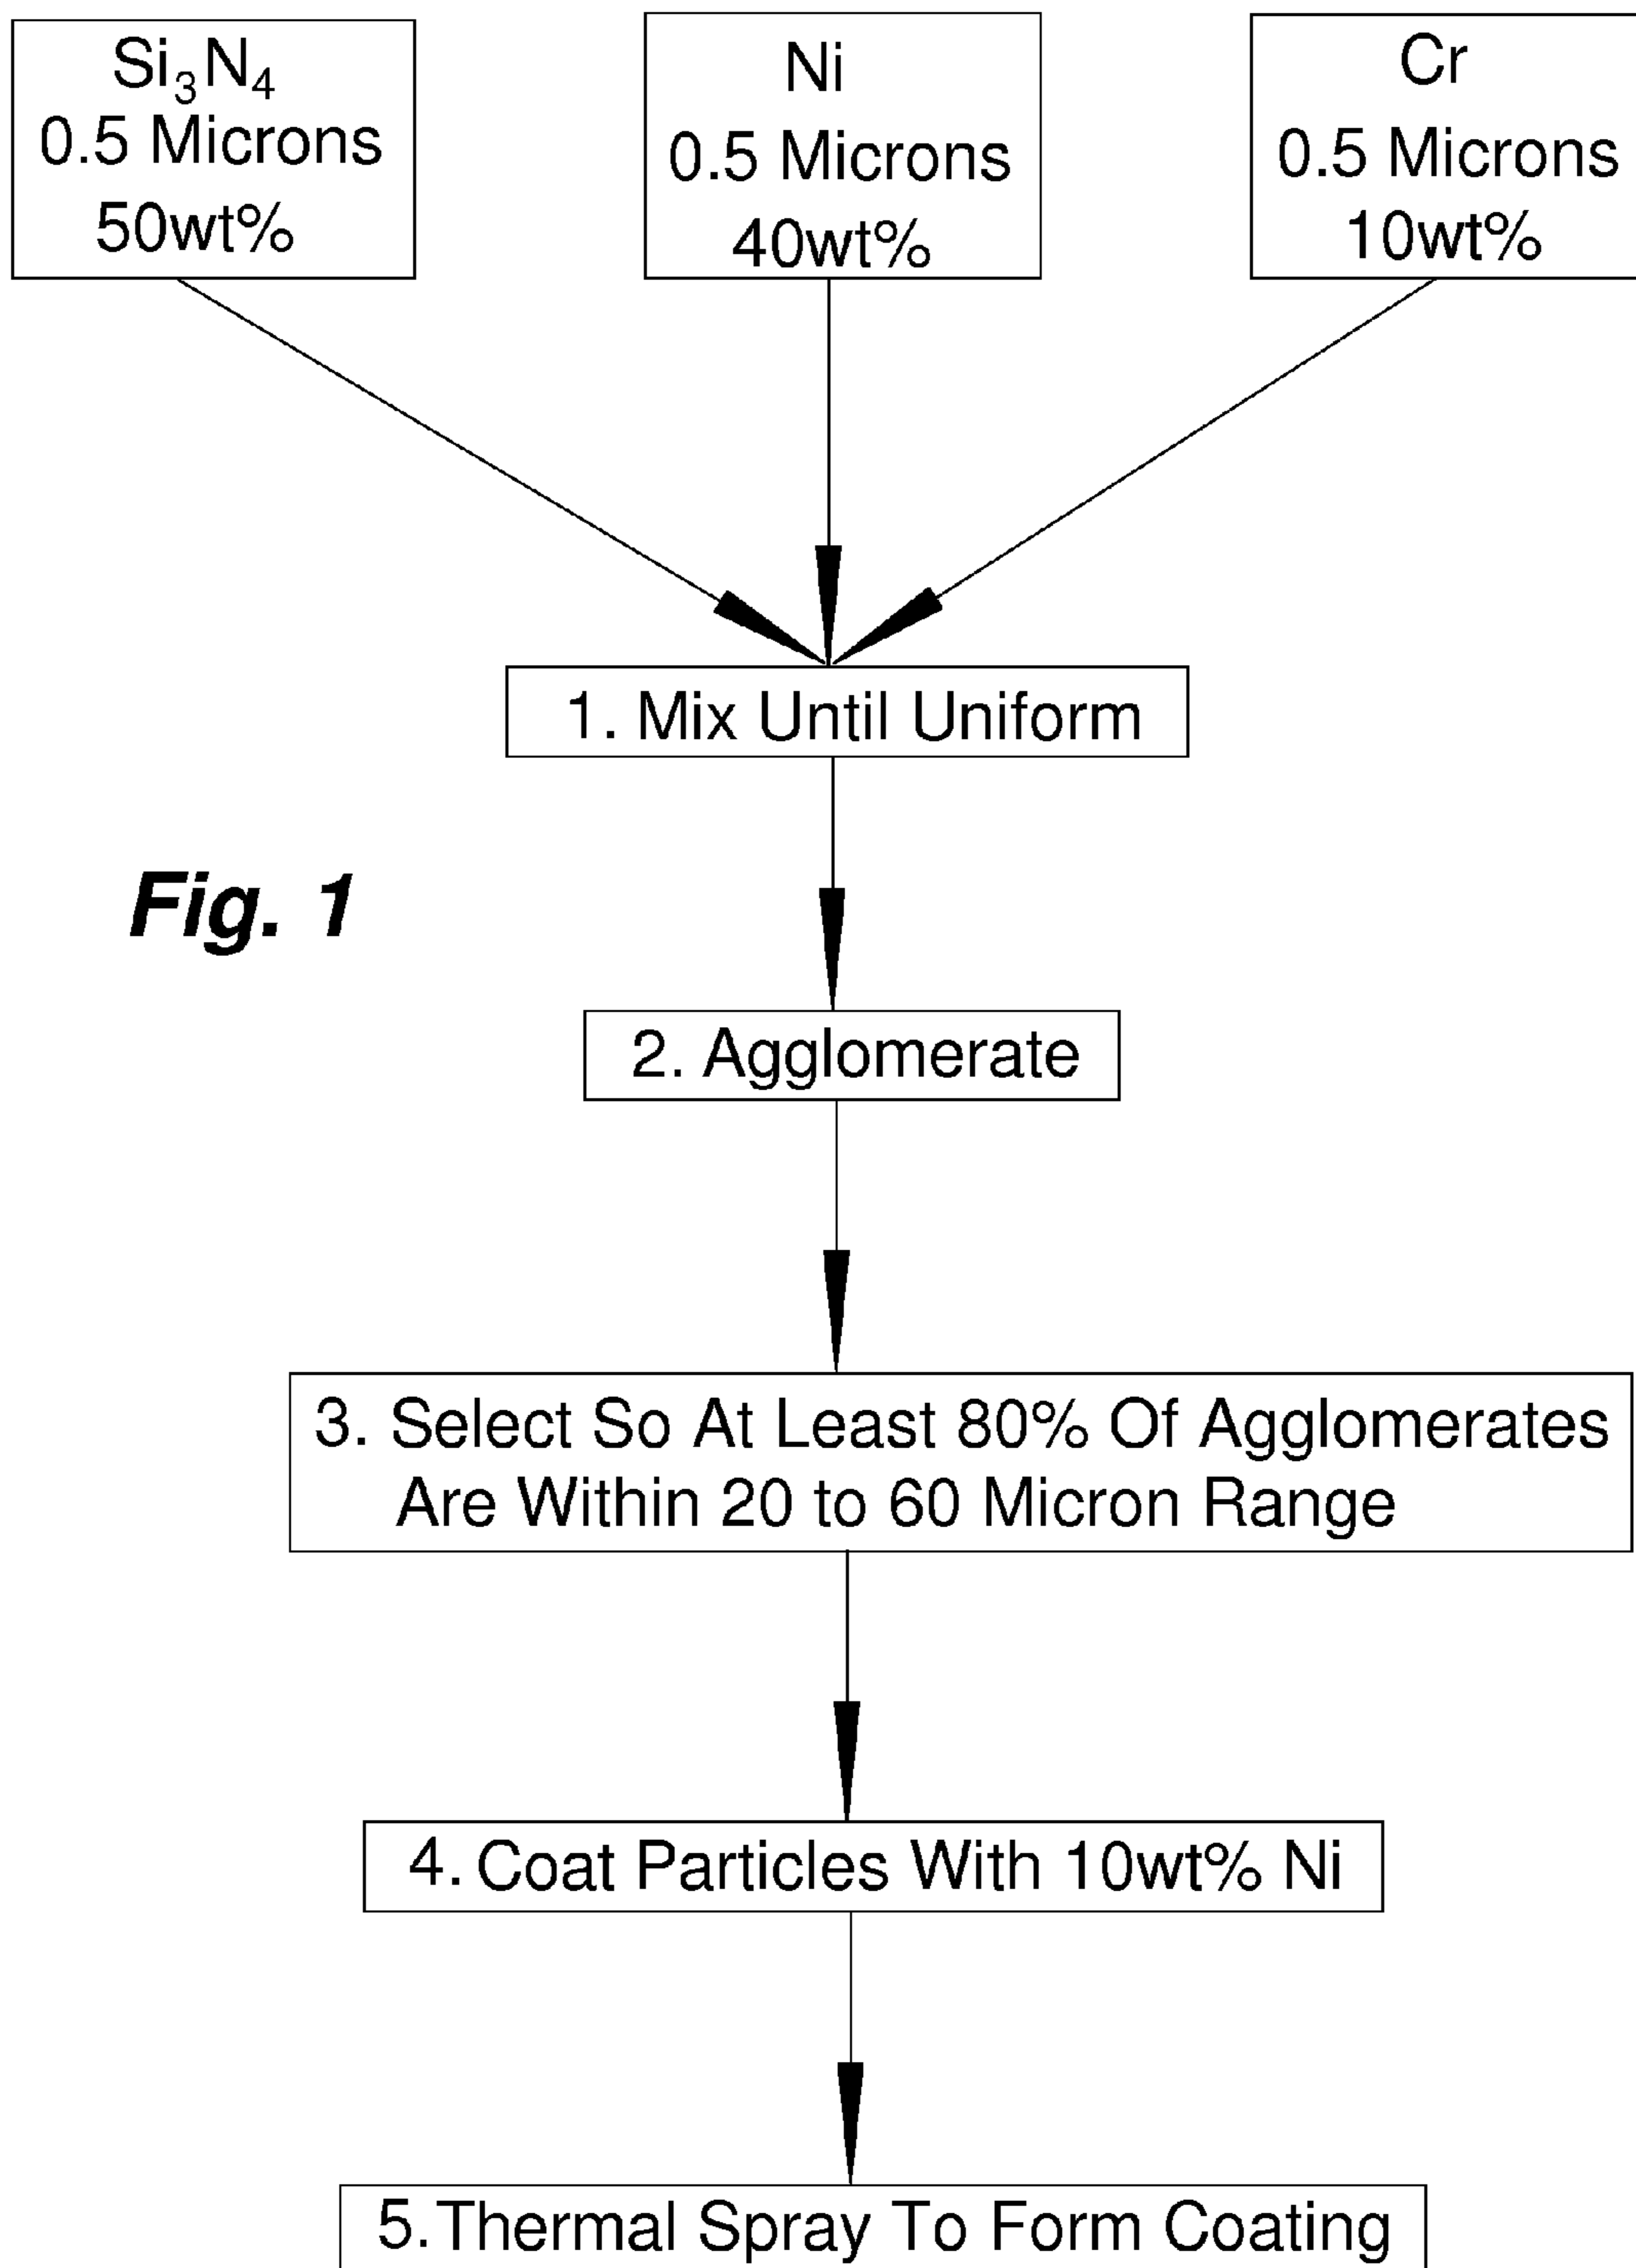 Si₃N₄
0.5 Microns
50wt%
Ni
0.5 Microns
40wt%
Cr
0.5 Microns
10wt%
1. Mix Until Uniform
Fig. 1
2. Agglomerate
3. Select So At Least 80% Of Agglomerates
Are Within 20 to 60 Micron Range
4. Coat Particles With 10wt% Ni
5. Thermal Spray To Form Coating